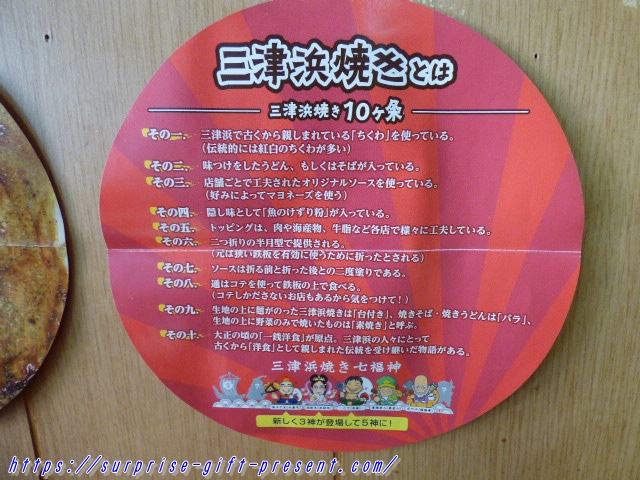 三津浜焼きとは
三津浜焼き10ヶ条
その一、 三津浜で古くから親しまれている「ちくわ」を使っている。
(伝統的には紅白のちくわが多い)
その二、 味つけをしたうどん、もしくはそばが入っている。
その三、 店舗ごとで工夫されたオリジナルソースを使っている。
(好みによってマヨネーズを使う)
その四、 隠し味として「魚のけずり粉」が入っている。
その五、 トッピングは、肉や海産物、牛脂など各店で様々に工夫している。
その六、 二つ折りの半月型で提供される。
(元は狭い鉄板を有効に使うために折ったとされる)
その七、 ソースは折る前と折った後との二度塗りである。
その八、 通はコテを使って鉄板の上で食べる。
(コテしかださないお店もあるから気をつけて!)
その九、 生地の上に麺がのった三津浜焼きは「台付き」、焼きそば・焼きうどんは「バラ」、
生地の上に野菜のみで焼いたものは「素焼き」と呼ぶ。
その十、 大正の頃の「一銭洋食」が原点。三津浜の人々にとって
古くから「洋食」として親しまれた伝統を受け継いだ物語がある。
三津浜焼き七福神
新しく3神が登場して5神に!
https://surprise-gift-present.com/